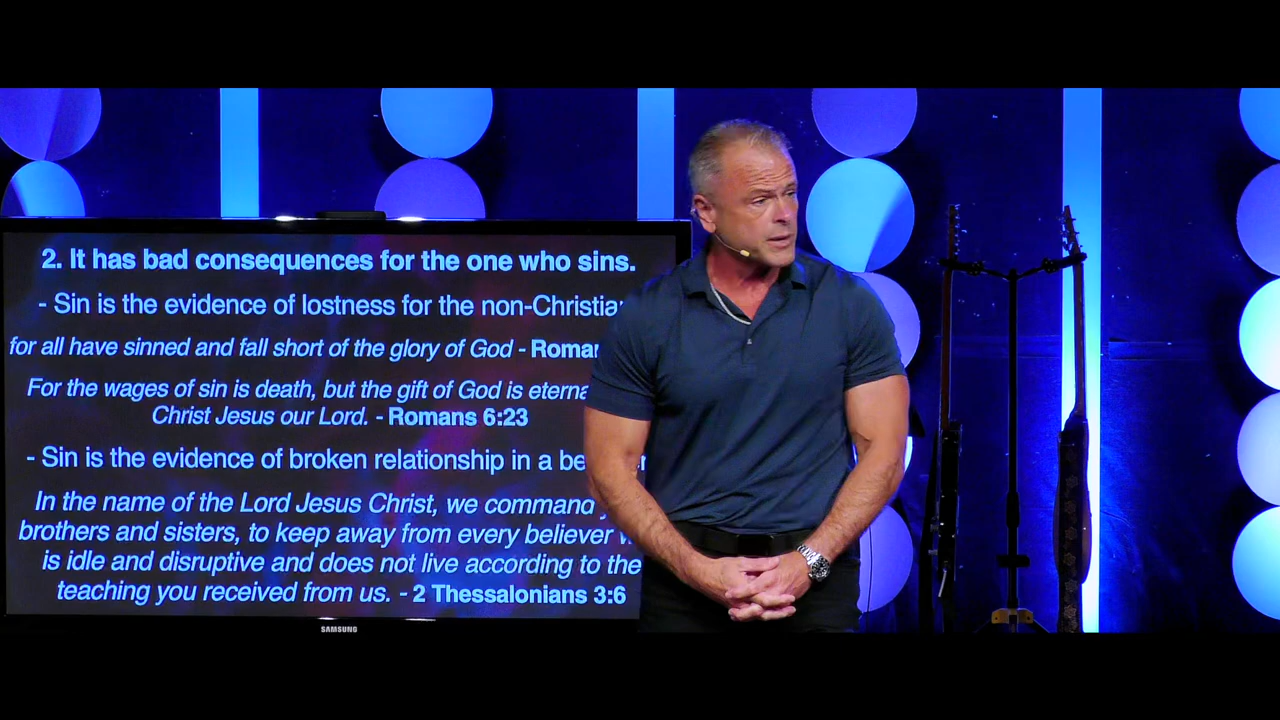 2. It has bad consequences for the one who sins.
- Sin is the evidence of lostness for the non-Christian
for all have sinned and fall short of the glory of God -
For the wages of sin is death, but the gift of God is
Christ Jesus our Lord. - Romans 6:23
- Sin is the evidence of broken relationship in a
In the name of the Lord Jesus Christ, we command
brothers and sisters, to keep away from every believer
is idle and disruptive and does not live according to the
teaching you received from us. - 2 Thessalonians 3:6
SAMSUNG